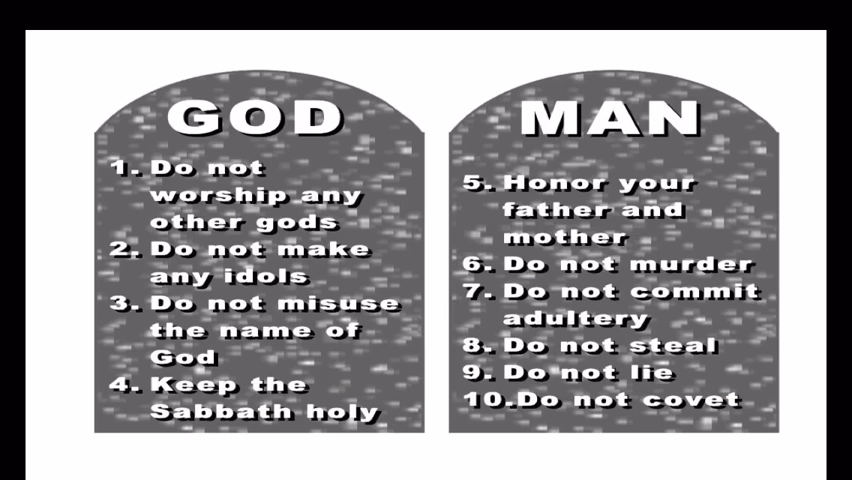 GOD
1. Do not
worship any
other gods
2. Do not make
any idols
3. Do not misuse
the name of
God
4. Keep the
Sabbath holy
MAN
5. Honor your
father and
mother
6. Do not murder
7. Do not commit
adultery
8. Do not steal
9. Do not lie
10.Do not covet